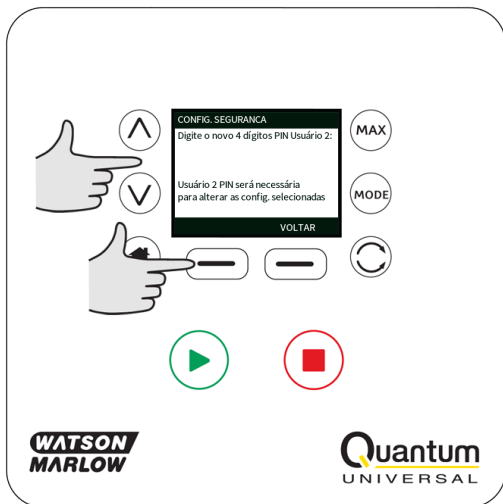 CONFIG. SEGURANCA
Digite o novo 4 dígitos PIN Usuário 2:
Usuário 2 PIN será necessária
para alterar as config. selecionadas
VOLTAR
MAX
MODE
WATSON
MARLOW
Quantum
UNIVERSAL